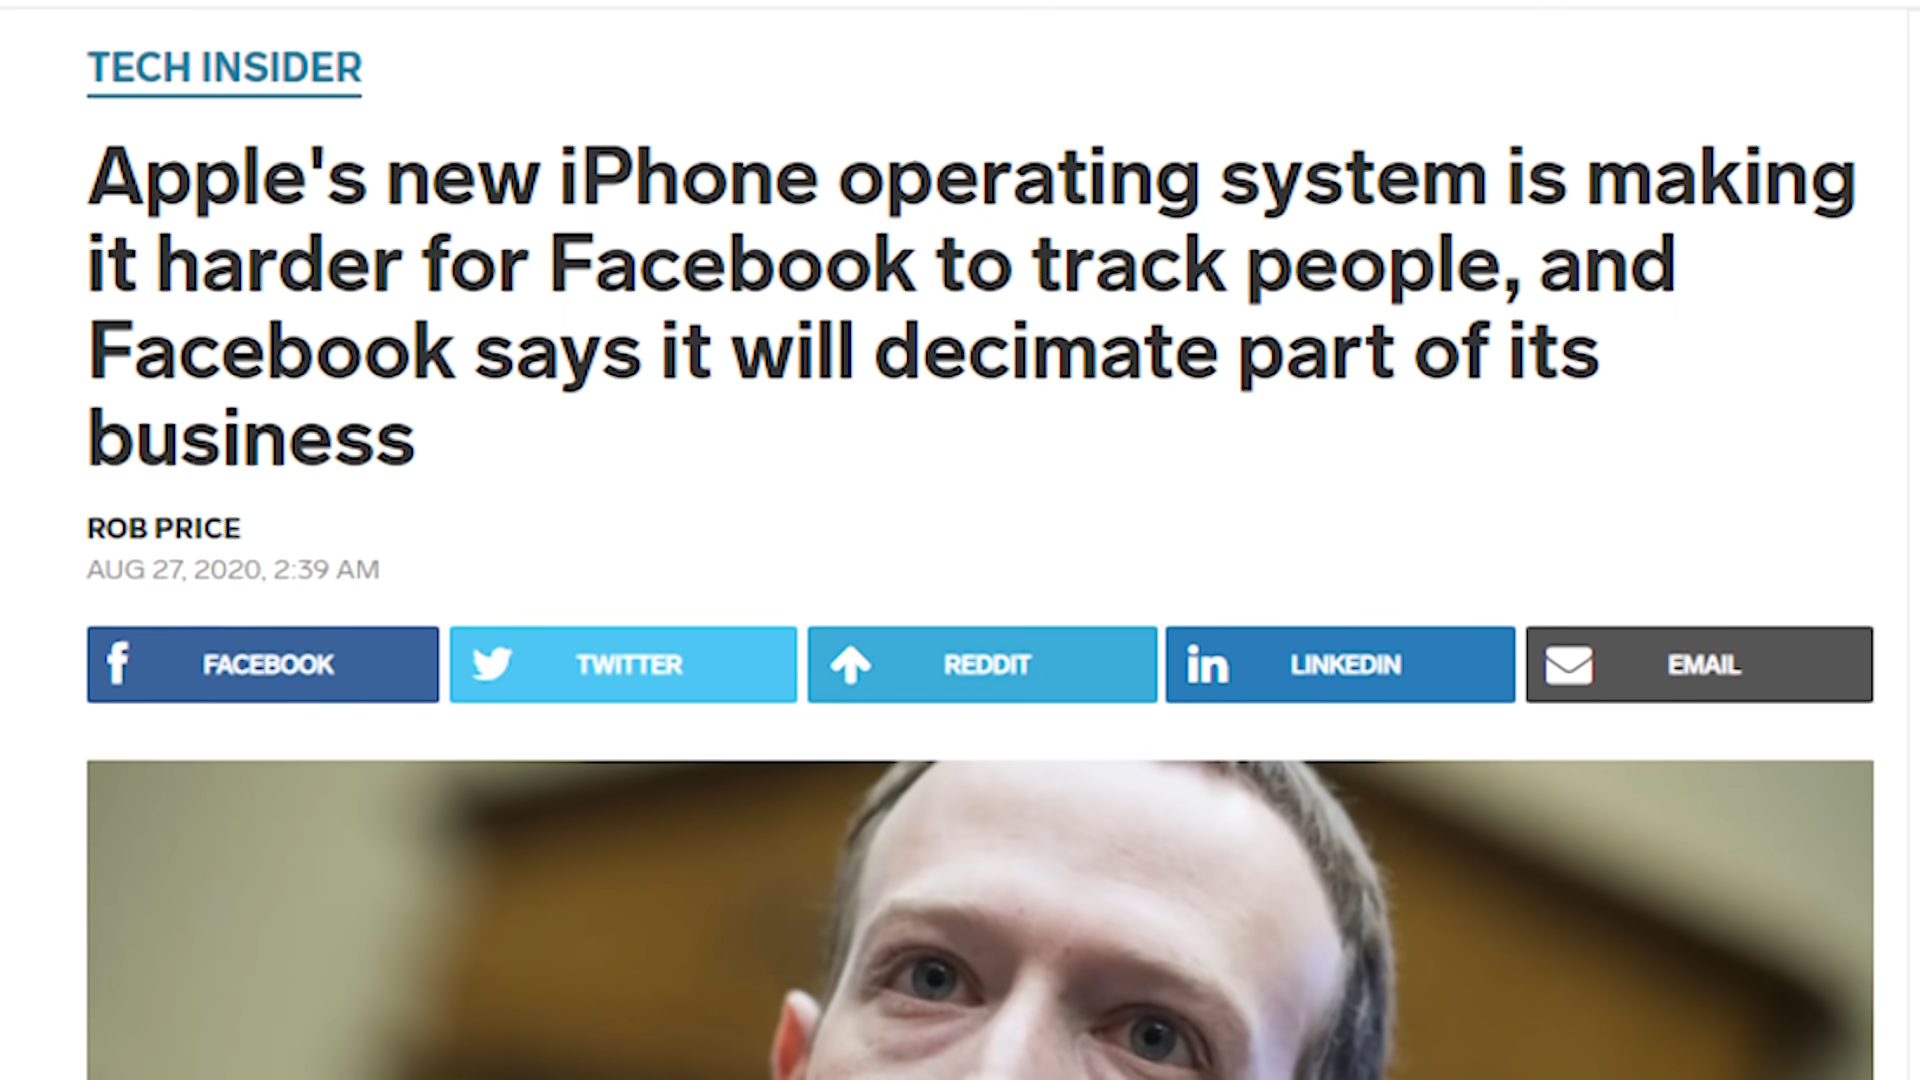 TECH INSIDER
Apple's new iPhone operating system is making
it harder for Facebook to track people, and
Facebook says it will decimate part of its
business
ROB PRICE
AUG 27, 2020, 2:39 AM
FACEBOOK
TWITTER
REDDIT
LINKEDIN
EMAIL